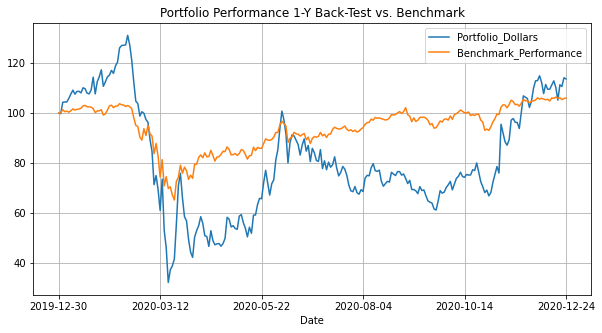 Portfolio Performance 1-Y Back-Test vs. Benchmark
Portfolio_Dollars
Benchmark_Performance
120
100
80
60
40
2019-12-30
2020-03-12
2020-05-22
2020-08-04
2020-10-14
2020-12-24
Date